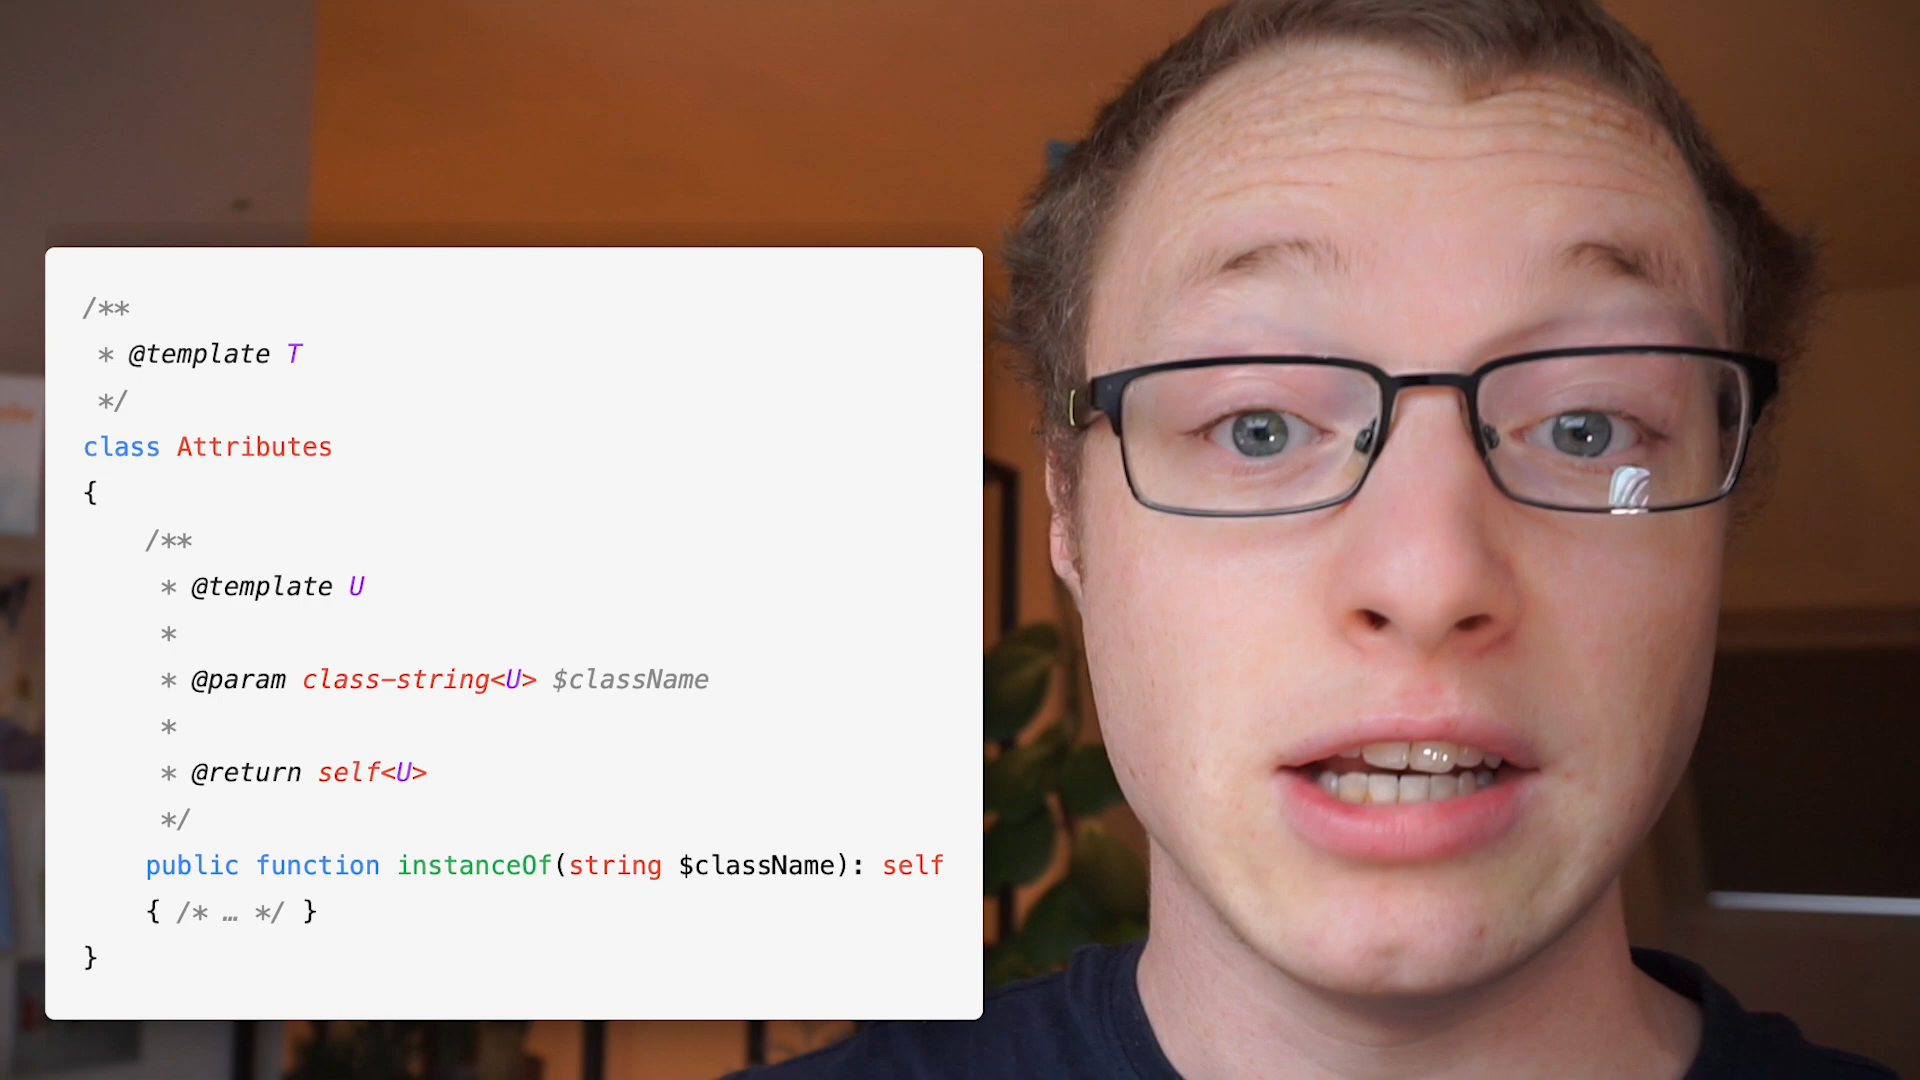 /**
 * @template T
 */
class Attributes
{
    /**
     * @template U
     *
     * @param class-string<U> $className
     *
     * @return self<U>
     */
    public function instanceOf(string $className): self
    { /* … */ }
}